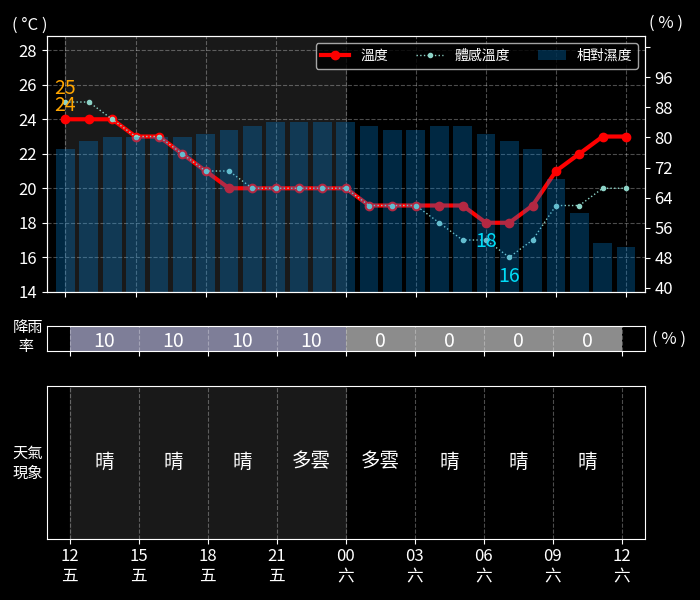 ( °C )
( % )
溫度
體感溫度
相對濕度
28
26
24
22
20
18
16
14
96
88
80
72
64
56
48
40
25
24
18
16
降雨率
10 10 10 10 0 0 0 0
( % )
天氣現象
晴 晴 晴 多雲 多雲 晴 晴 晴
12 15 18 21 00 03 06 09 12
五 五 五 五 六 六 六 六 六